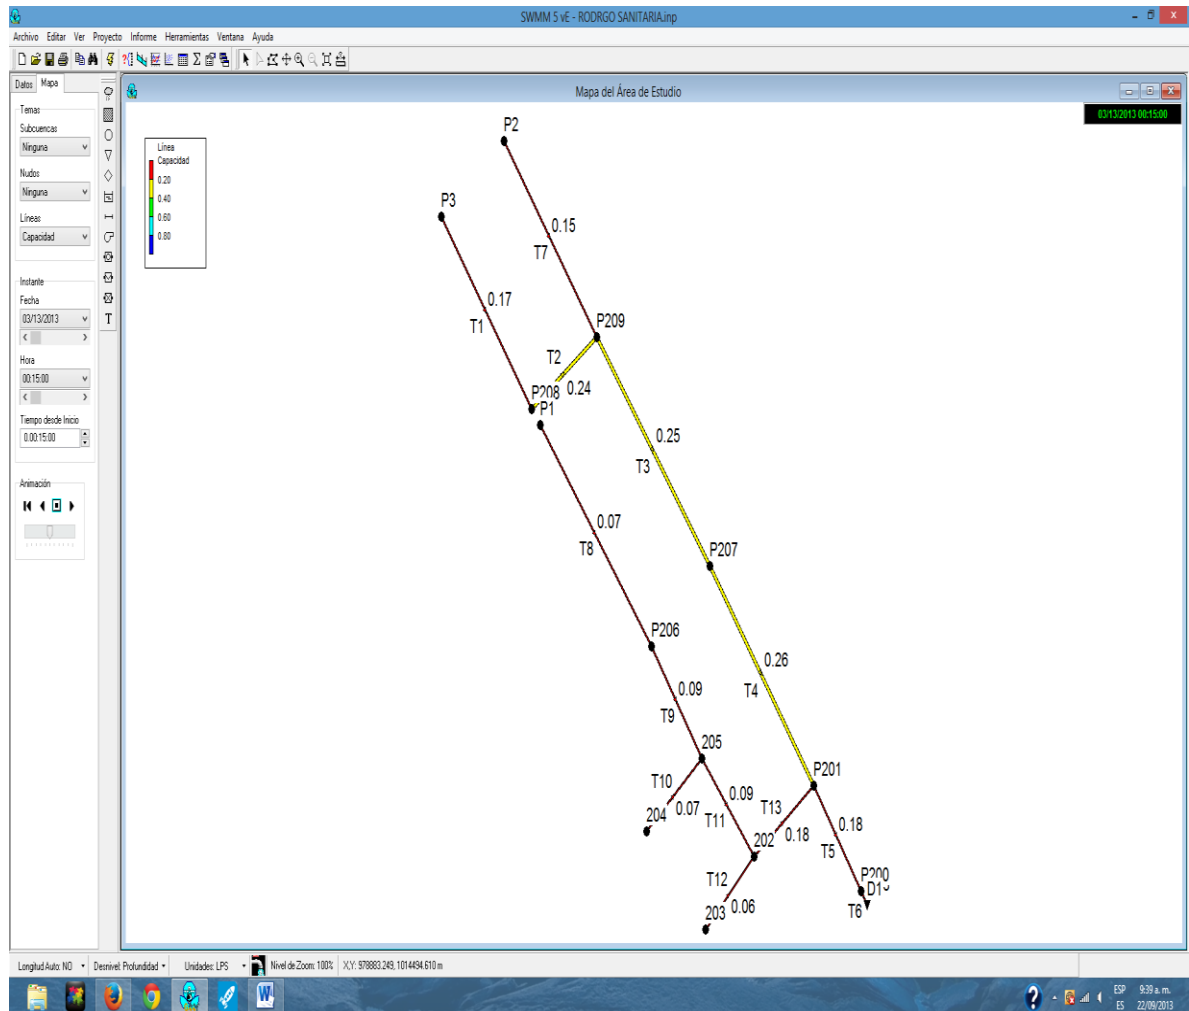 SWMM 5 vE - RODRGO SANITARIA.inp
Archivo Editar Ver Proyecto Informe Herramientas Ventana Ayuda
Datos Mapa
Mapa del Área de Estudio
03/13/2013 00:15:00
Temas
Subcuencas
Ninguna
Nudos
Ninguna
Líneas
Capacidad
Instante
Fecha
03/13/2013
Hora
00:15:00
Tiempo desde Inicio
0.00:15:00
Animación
Línea
Capacidad
0.20
0.40
0.60
0.80
P2
P3
0.15
T7
0.17
T1
P209
T2
0.24
P208
P1
0.25
T3
0.07
T8
P207
P206
0.26
T4
0.09
T9
205
P201
T10
0.07
204
0.09
T11
T13
0.18
202
0.18
T5
T12
0.06
203
P200
D1
T6
Longitud Auto: NO Desnivel: Profundidad Unidades: LPS Nivel de Zoom: 100% X,Y: 978883.249, 1014494.610 m
ESP 9:39 a.m.
ES 22/09/2013